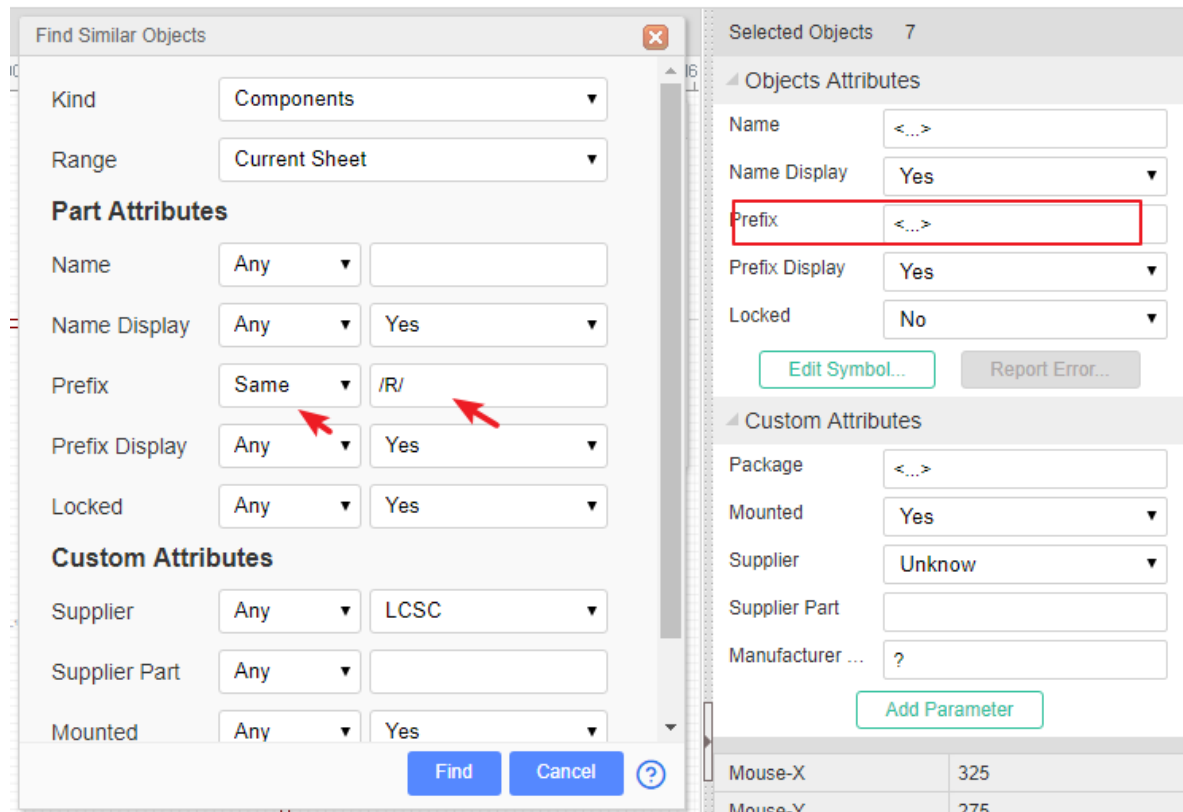 Find Similar Objects
Kind
Components
Range
Current Sheet
Part Attributes
Name
Any
Name Display
Any
Yes
Prefix
Same
/R/
Prefix Display
Any
Yes
Locked
Any
Yes
Custom Attributes
Supplier
Any
LCSC
Supplier Part
Any
Mounted
Any
Yes
Find
Cancel
?
Selected Objects 7
Objects Attributes
Name
<...>
Name Display
Yes
Prefix
<...>
Prefix Display
Yes
Locked
No
Edit Symbol...
Report Error...
Custom Attributes
Package
<...>
Mounted
Yes
Supplier
Unknow
Supplier Part
Manufacturer ...
?
Add Parameter
Mouse-X
325
Mouse-Y
275